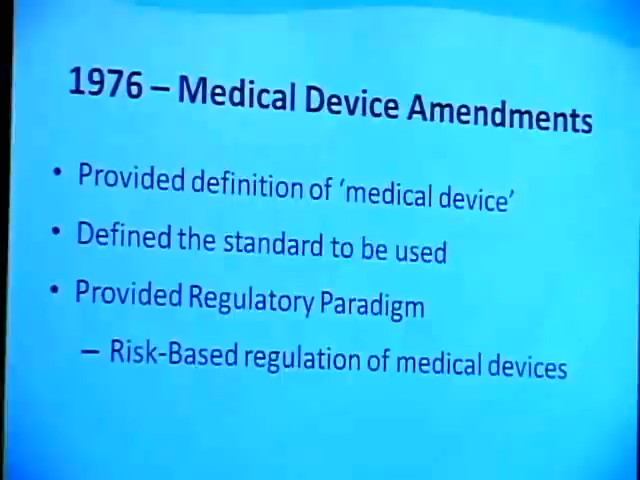 1976 – Medical Device Amendments
• Provided definition of ‘medical device’
• Defined the standard to be used
• Provided Regulatory Paradigm
– Risk-Based regulation of medical devices